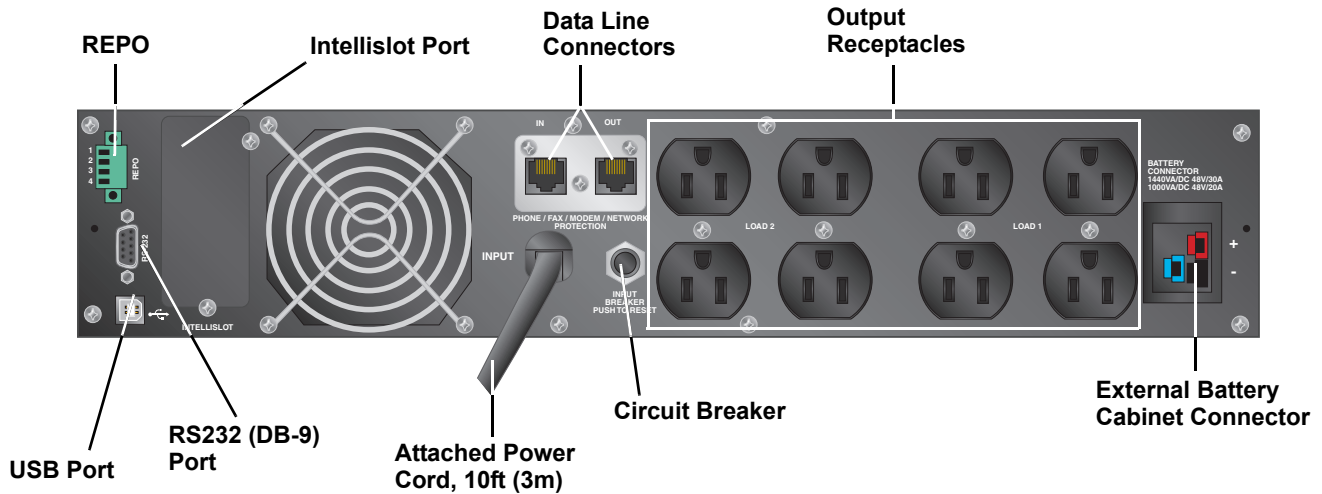 REPO
Intellislot Port
Data Line
Connectors
Output
Receptacles
1
2
3
4
REPO
RS232
INTELLISLOT
IN
OUT
PHONE / FAX / MODEM / NETWORK
PROTECTION
INPUT
INPUT
BREAKER
PUSH TO RESET
LOAD 2
LOAD 1
BATTERY
CONNECTOR
1440VA/DC 48V/30A
1000VA/DC 48V/20A
+
-
USB Port
RS232 (DB-9)
Port
Attached Power
Cord, 10ft (3m)
Circuit Breaker
External Battery
Cabinet Connector